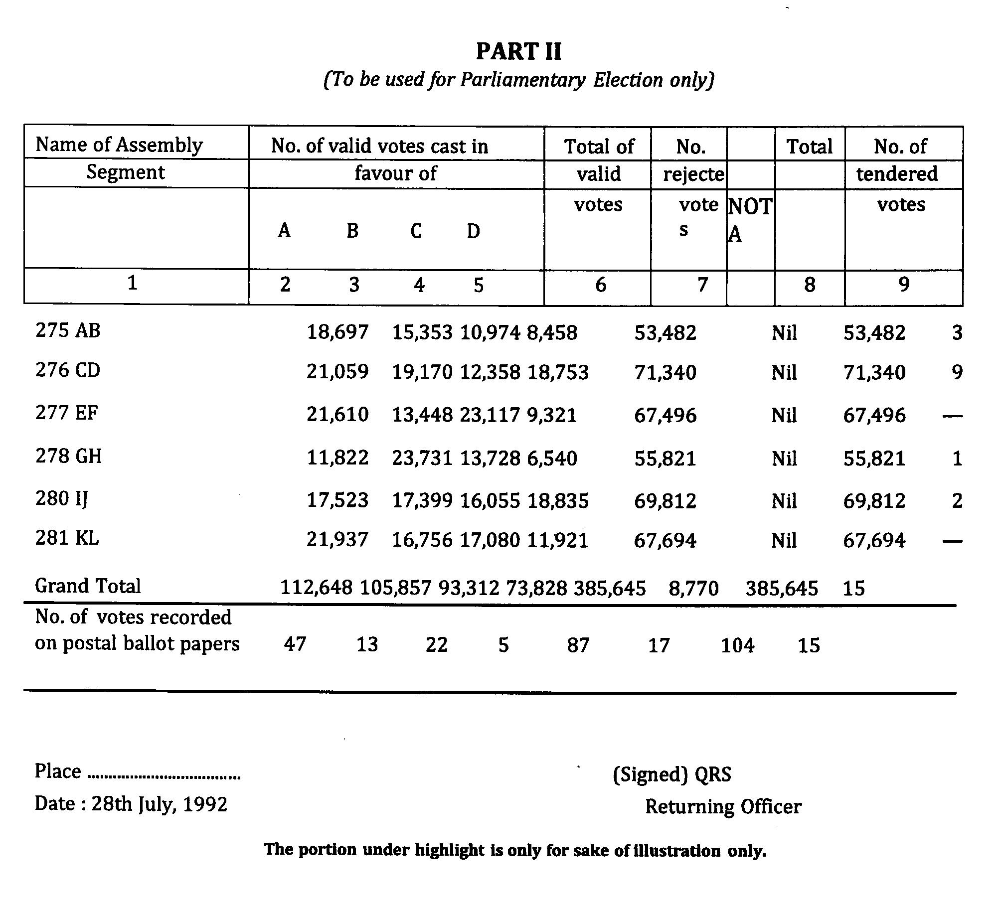 PART II
(To be used for Parliamentary Election only)
Name of Assembly No. of valid votes cast in Total of No. Total No. of
Segment favour of valid rejecte tendered
votes vote NOT votes
A B C D s A
1 2 3 4 5 6 7 8 9
275 AB 18,697 15,353 10,974 8,458 53,482 Nil 53,482 3
276 CD 21,059 19,170 12,358 18,753 71,340 Nil 71,340 9
277 EF 21,610 13,448 23,117 9,321 67,496 Nil 67,496 —
278 GH 11,822 23,731 13,728 6,540 55,821 Nil 55,821 1
280 IJ 17,523 17,399 16,055 18,835 69,812 Nil 69,812 2
281 KL 21,937 16,756 17,080 11,921 67,694 Nil 67,694 —
Grand Total 112,648 105,857 93,312 73,828 385,645 8,770 385,645 15
No. of votes recorded
on postal ballot papers 47 13 22 5 87 17 104 15
Place ....................................
(Signed) QRS
Date : 28th July, 1992
Returning Officer
The portion under highlight is only for sake of illustration only.